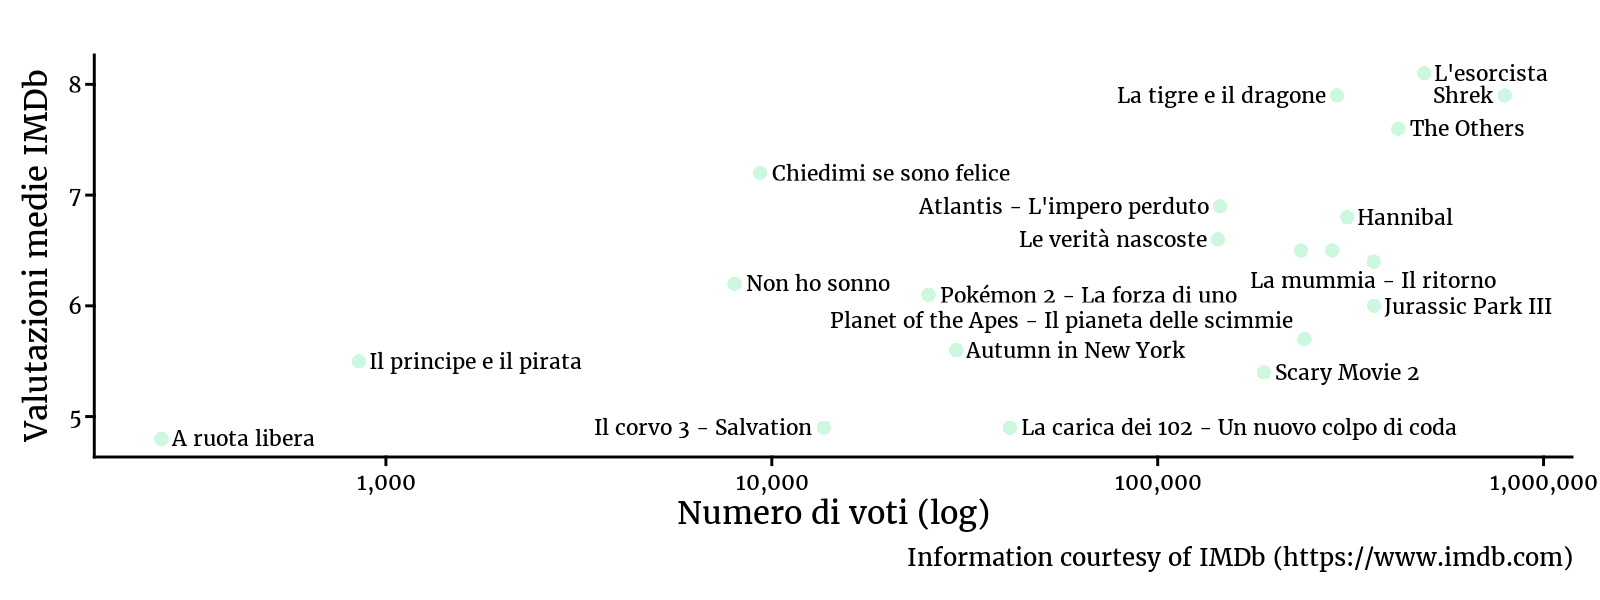 Valutazioni medie IMDb
8
7
6
5
L'esorcista
La tigre e il dragone
Shrek
The Others
Chiedimi se sono felice
Atlantis - L'impero perduto
Hannibal
Le verità nascoste
La mummia - Il ritorno
Non ho sonno
Pokémon 2 - La forza di uno
Jurassic Park III
Planet of the Apes - Il pianeta delle scimmie
Autumn in New York
Il principe e il pirata
Scary Movie 2
Il corvo 3 - Salvation
La carica dei 102 - Un nuovo colpo di coda
A ruota libera
1,000
10,000
100,000
1,000,000
Numero di voti (log)
Information courtesy of IMDb (https://www.imdb.com)